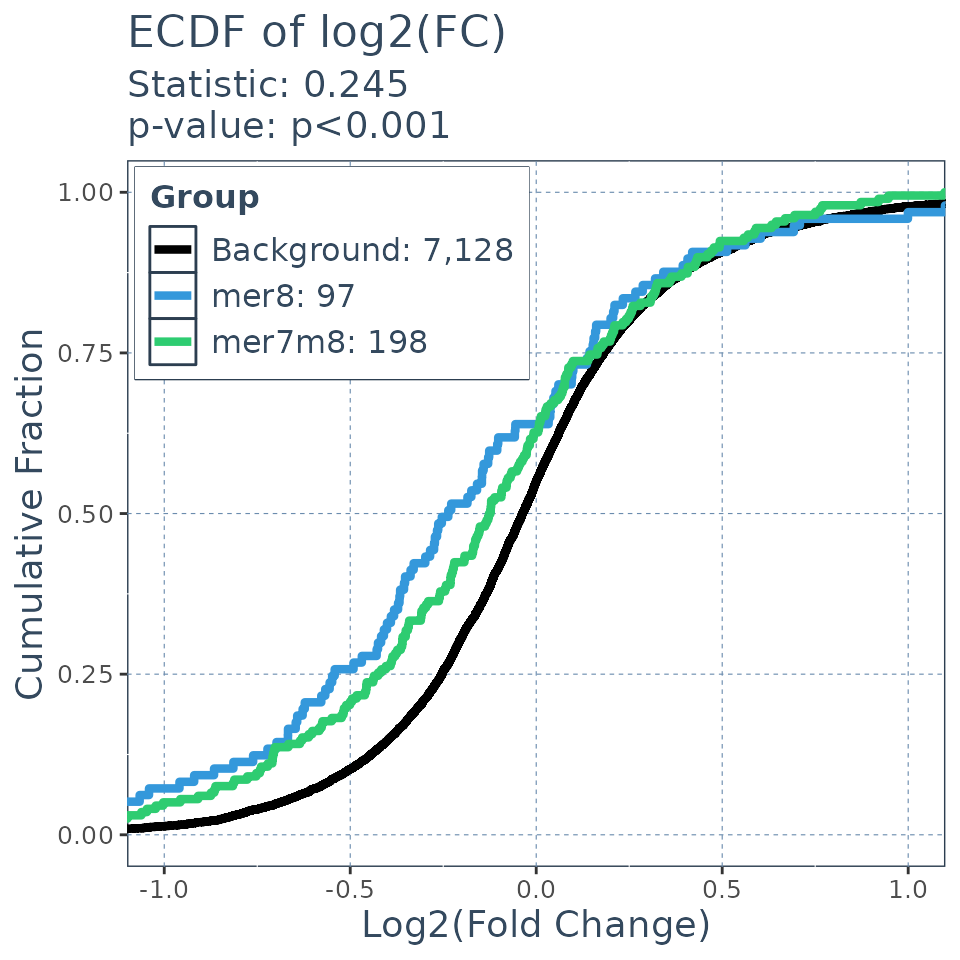 ECDF of log2(FC)
Statistic: 0.245
p-value: p<0.001
Group
Background: 7,128
mer8: 97
mer7m8: 198
Cumulative Fraction
1.00
0.75
0.50
0.25
0.00
-1.0
-0.5
0.0
0.5
1.0
Log2(Fold Change)